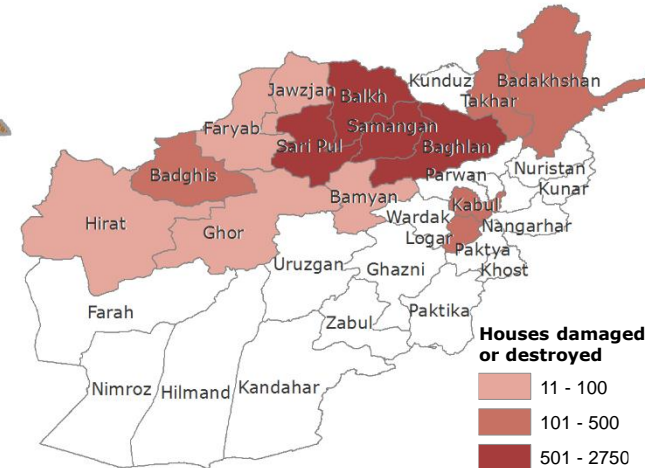 Kunduz
Badakhshan
Jawzjan
Balkh
Takhar
Faryab
Samangan
Sari Pul
Baghlan
Nuristan
Badghis
Parwan
Kunar
Bamyan
Kabul
Hirat
Wardak
Nangarhar
Ghor
Logar
Paktya
Uruzgan
Ghazni
Khost
Farah
Zabul
Paktika
Houses damaged
or destroyed
Nimroz
Hilmand
Kandahar
11 - 100
101 - 500
501 - 2750